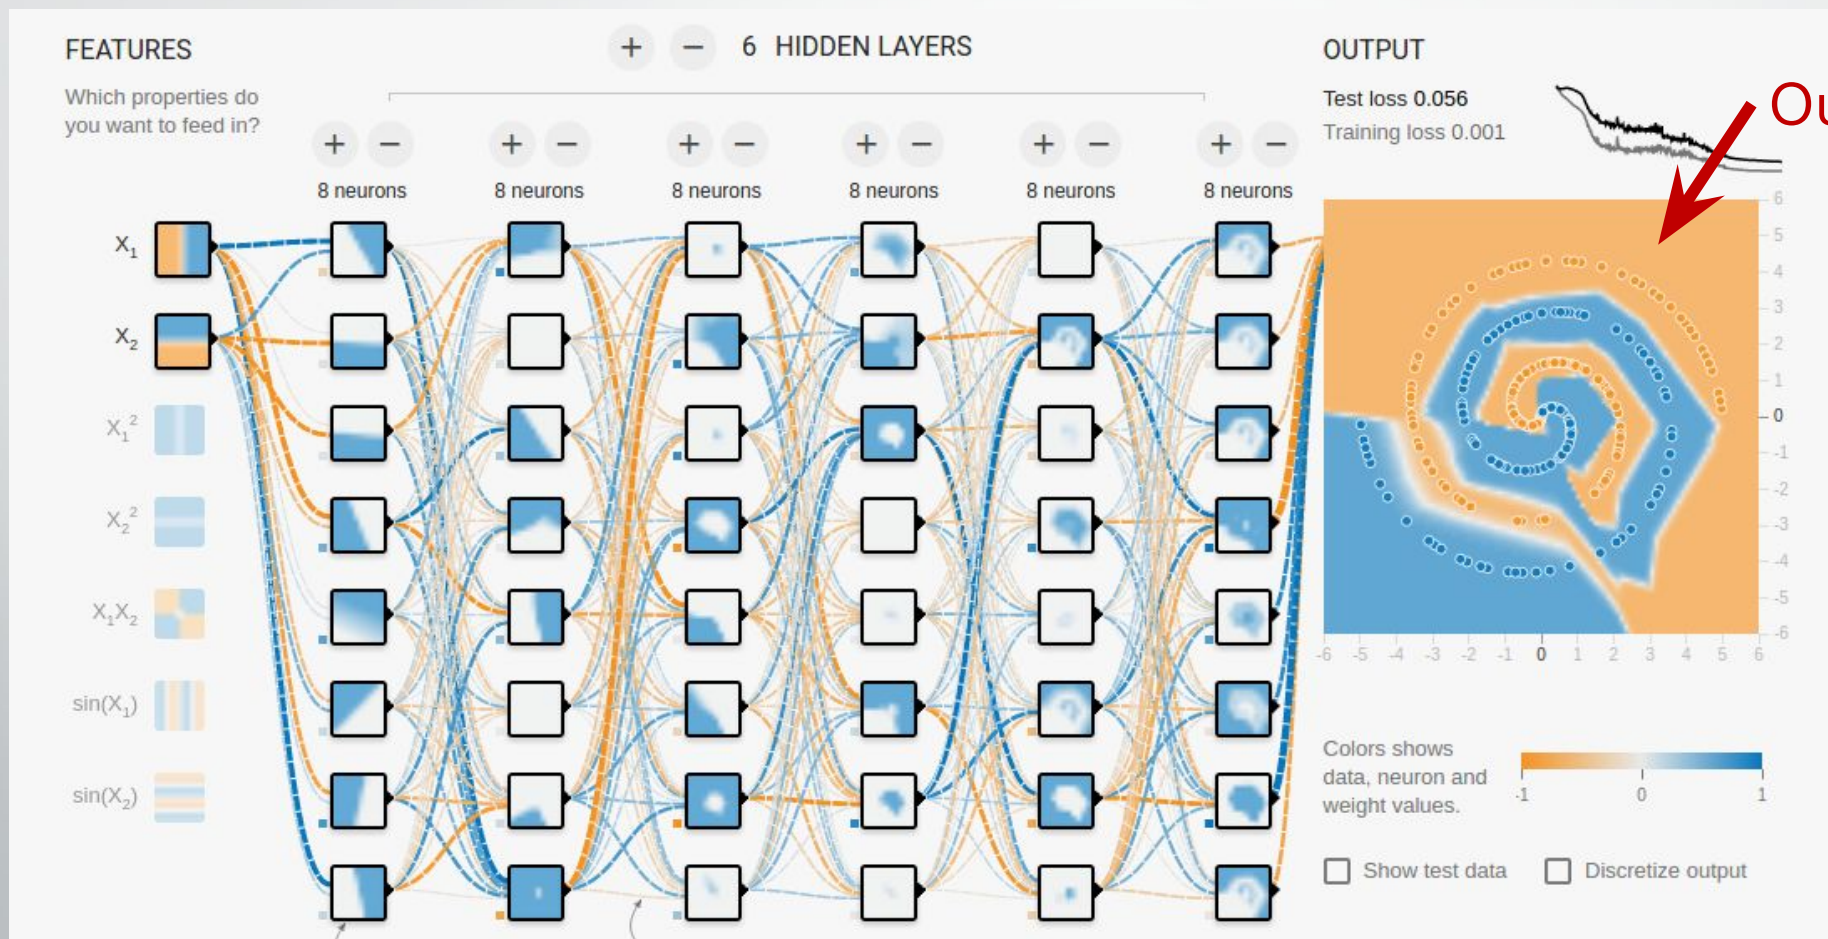 FEATURES
Which properties do
you want to feed in?
X1
X2
X1²
X2²
X1X2
sin(X1)
sin(X2)
+ − 6 HIDDEN LAYERS
+ − + − + − + − + − + −
8 neurons 8 neurons 8 neurons 8 neurons 8 neurons 8 neurons
OUTPUT
Test loss 0.056
Training loss 0.001
Ou
6
5
4
3
2
1
0
-1
-2
-3
-4
-5
-6
-6 -5 -4 -3 -2 -1 0 1 2 3 4 5 6
Colors shows
data, neuron and
weight values.
-1 0 1
Show test data Discretize output